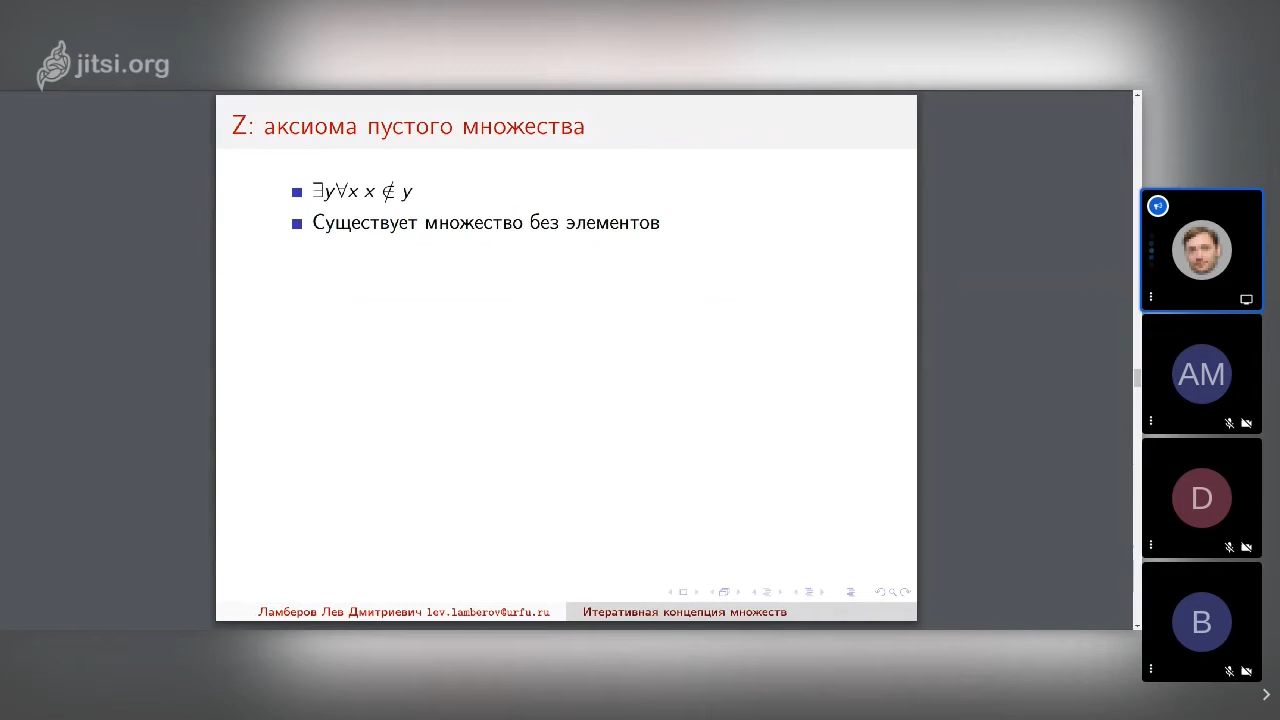 jitsi.org
Z: аксиома пустого множества
∃y∀x x ∉ y
Существует множество без элементов
AM
D
B
Ламберов Лев Дмитриевич lev.lamberov@urfu.ru Итеративная концепция множеств